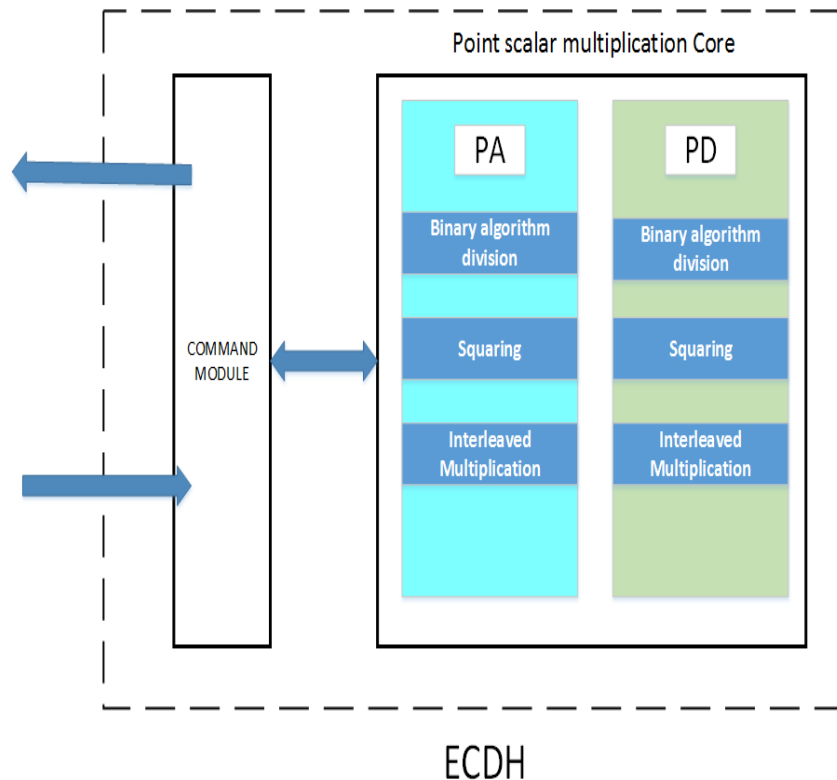 Point scalar multiplication Core
PA
PD
Binary algorithm
division
Binary algorithm
division
COMMAND
MODULE
Squaring
Squaring
Interleaved
Multiplication
Interleaved
Multiplication
ECDH